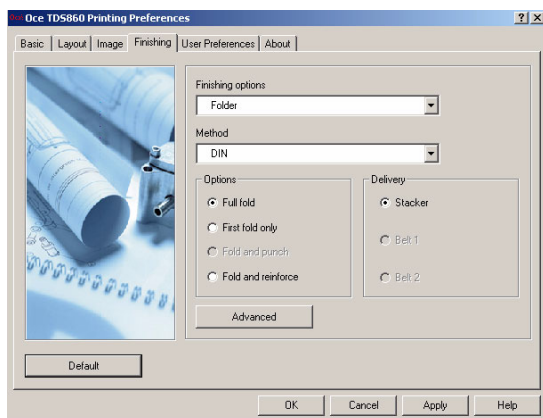 Oce TDS860 Printing Preferences
Basic Layout Image Finishing User Preferences About
Finishing options
Folder
Method
DIN
Options
Full fold
First fold only
Fold and punch
Fold and reinforce
Delivery
Stacker
Belt 1
Belt 2
Advanced
Default
OK Cancel Apply Help